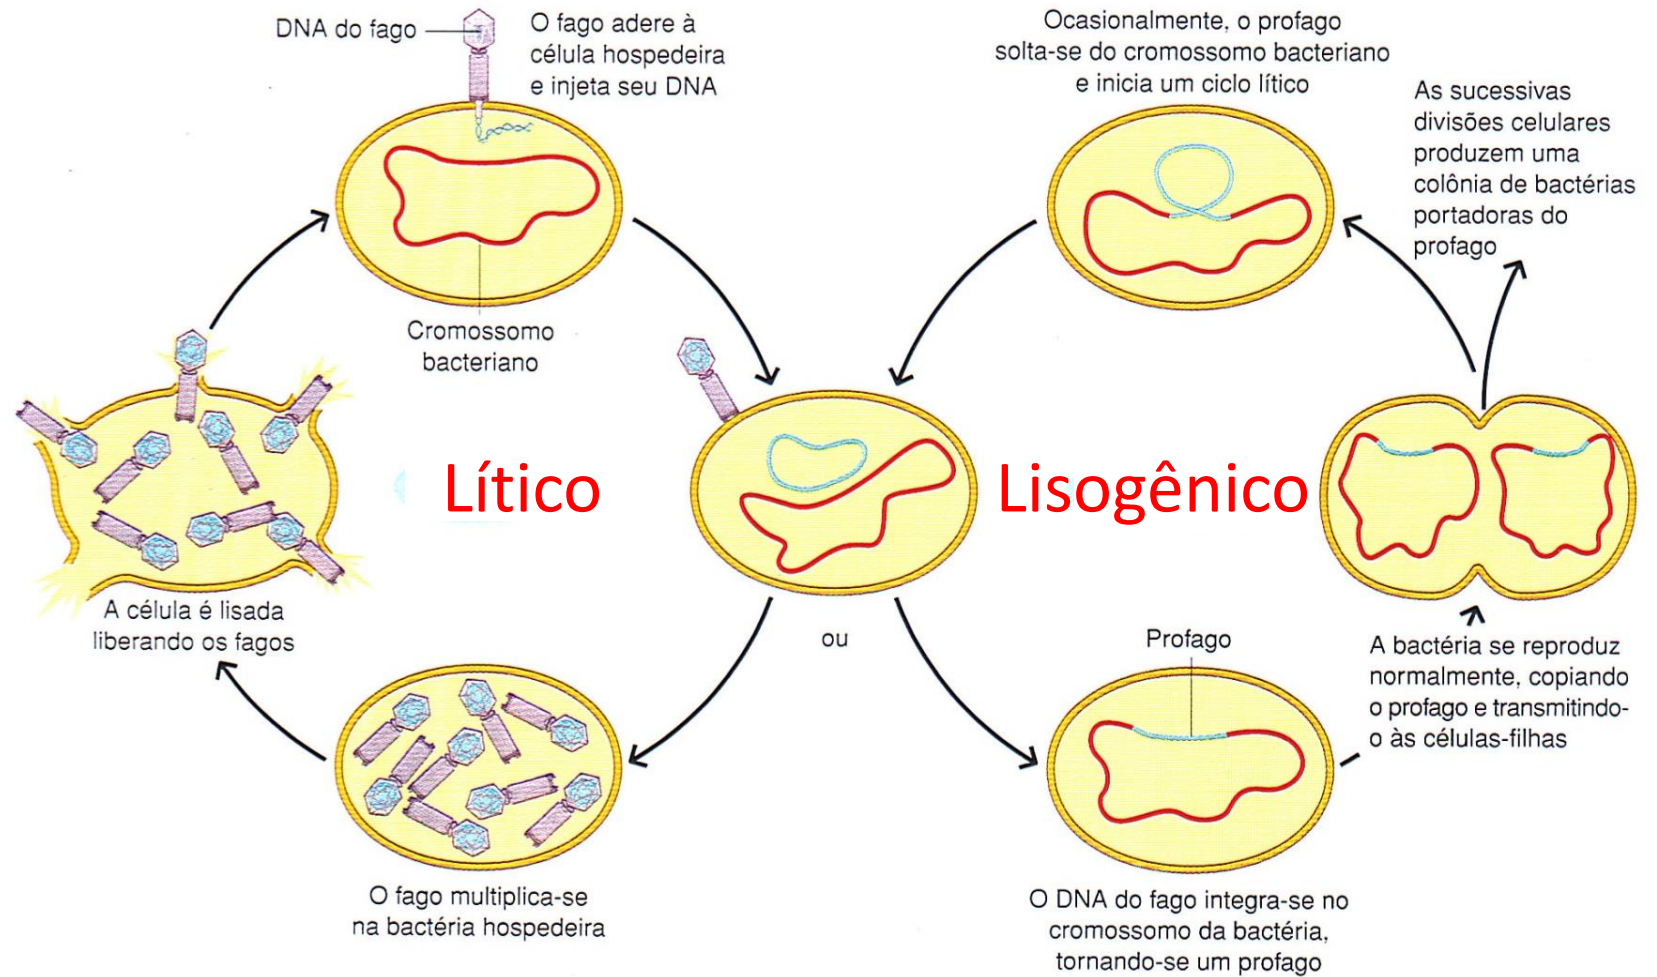 DNA do fago
O fago adere à
célula hospedeira
e injeta seu DNA
Cromossomo
bacteriano
Ocasionalmente, o profago
solta-se do cromossomo bacteriano
e inicia um ciclo lítico
As sucessivas
divisões celulares
produzem uma
colônia de bactérias
portadoras do
profago
Lítico
Lisogênico
A célula é lisada
liberando os fagos
ou
Profago
A bactéria se reproduz
normalmente, copiando
o profago e transmitindo-
o às células-filhas
O fago multiplica-se
na bactéria hospedeira
O DNA do fago integra-se no
cromossomo da bactéria,
tornando-se um profago